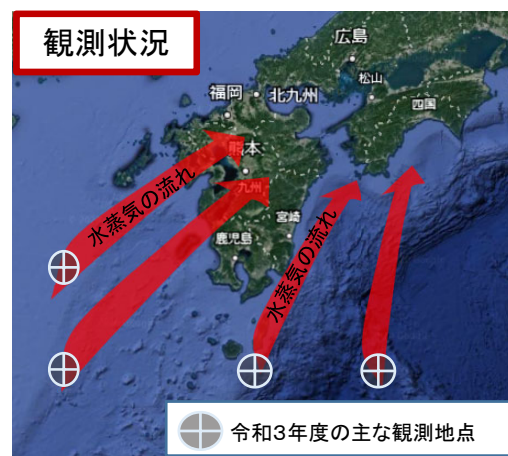 観測状況
広島
松山
福岡
北九州
四国
熊本
九州
水蒸気の流れ
宮崎
鹿児島
水蒸気の流れ
令和3年度の主な観測地点